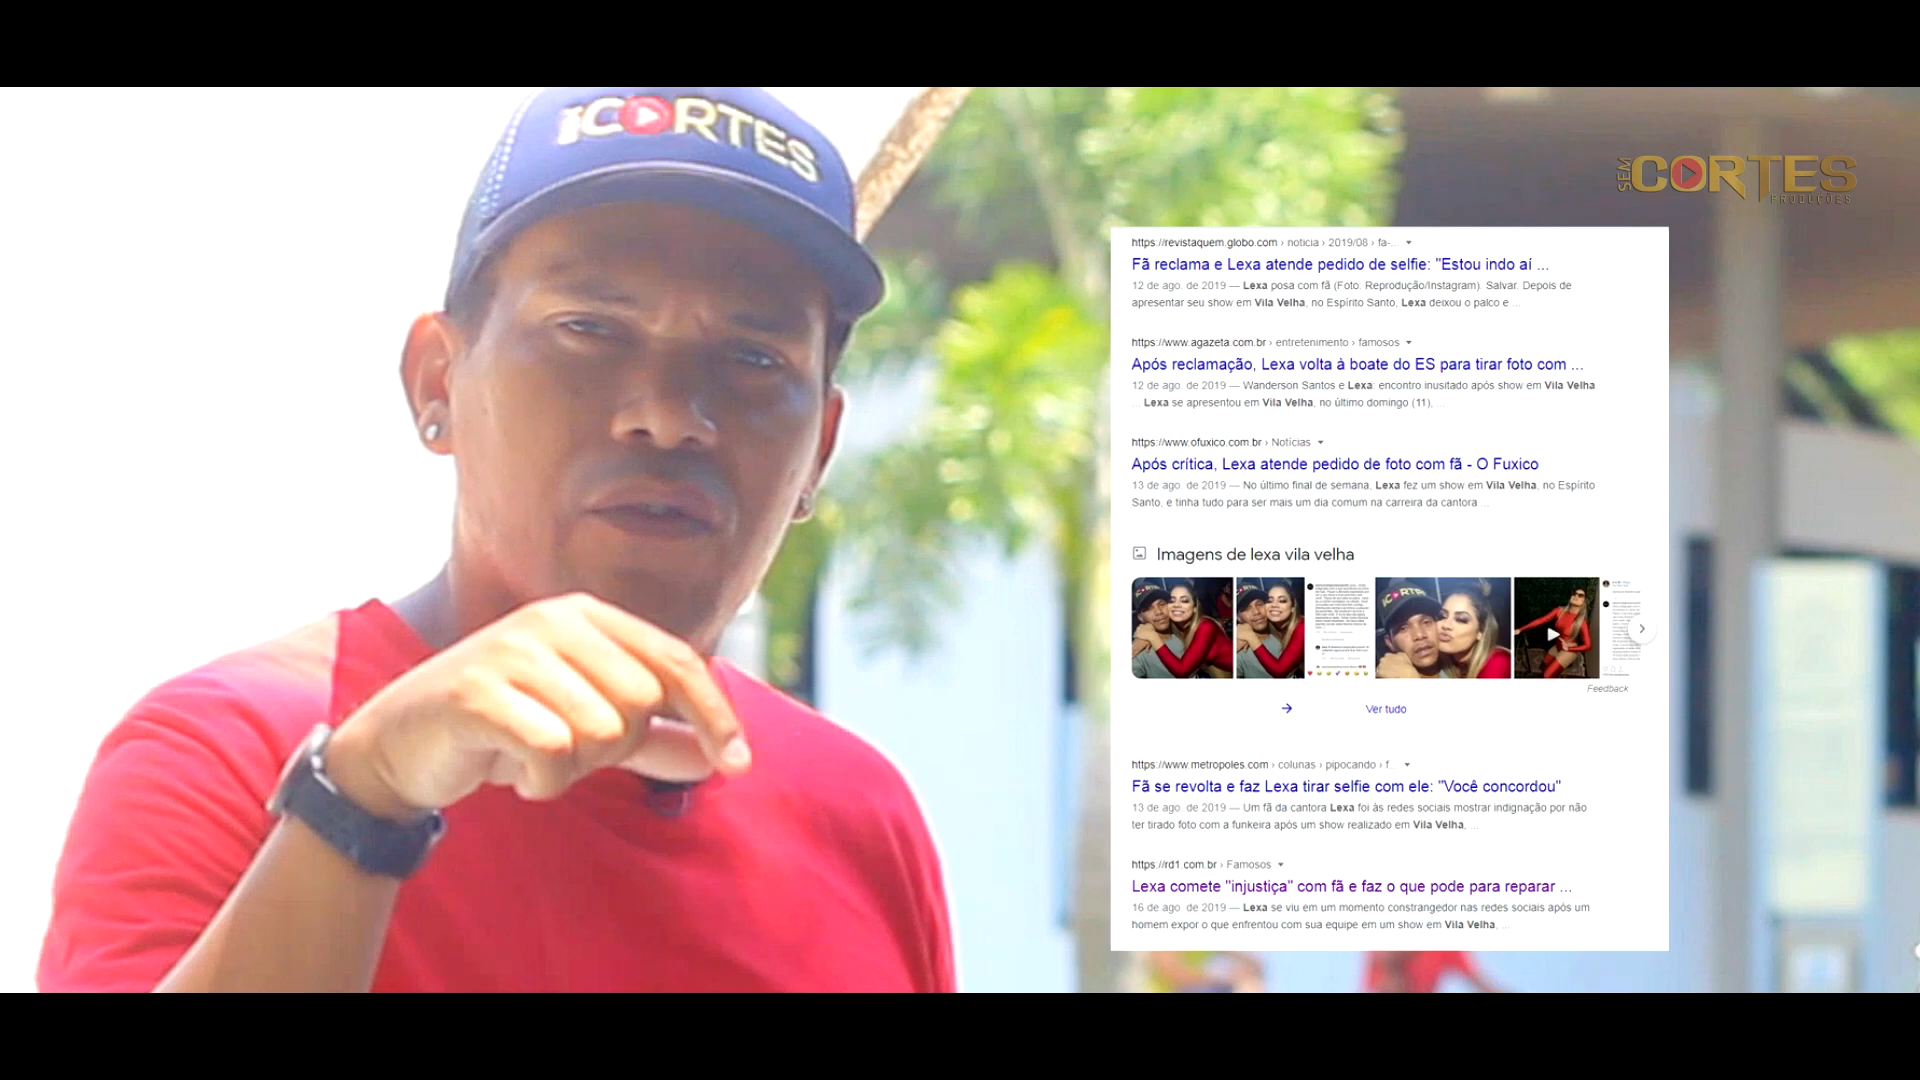 CORTES
SEM CORTES
PRODUÇÕES
https://revistaquem.globo.com › noticia › 2019/08 › fa-...
Fã reclama e Lexa atende pedido de selfie: "Estou indo aí ...
12 de ago. de 2019 — Lexa posa com fã (Foto: Reprodução/Instagram). Salvar. Depois de
apresentar seu show em Vila Velha, no Espírito Santo, Lexa deixou o palco e ...
https://www.agazeta.com.br › entretenimento › famosos
Após reclamação, Lexa volta à boate do ES para tirar foto com ...
12 de ago. de 2019 — Wanderson Santos e Lexa: encontro inusitado após show em Vila Velha
... Lexa se apresentou em Vila Velha, no último domingo (11), ...
https://www.ofuxico.com.br › Notícias
Após crítica, Lexa atende pedido de foto com fã - O Fuxico
13 de ago. de 2019 — No último final de semana, Lexa fez um show em Vila Velha, no Espírito
Santo, e tinha tudo para ser mais um dia comum na carreira da cantora ...
Imagens de lexa vila velha
Feedback
Ver tudo
https://www.metropoles.com › colunas › pipocando › f...
Fã se revolta e faz Lexa tirar selfie com ele: "Você concordou"
13 de ago. de 2019 — Um fã da cantora Lexa foi às redes sociais mostrar indignação por não
ter tirado foto com a funkeira após um show realizado em Vila Velha, ...
https://rd1.com.br › Famosos
Lexa comete "injustiça" com fã e faz o que pode para reparar ...
16 de ago. de 2019 — Lexa se viu em um momento constrangedor nas redes sociais após um
homem expor o que enfrentou com sua equipe em um show em Vila Velha, ...